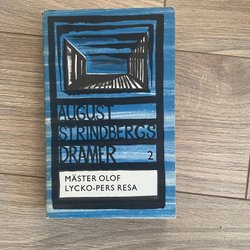 AUGUST
STRINDBERGS
DRAMER 2
MÄSTER OLOF
LYCKO-PERS RESA